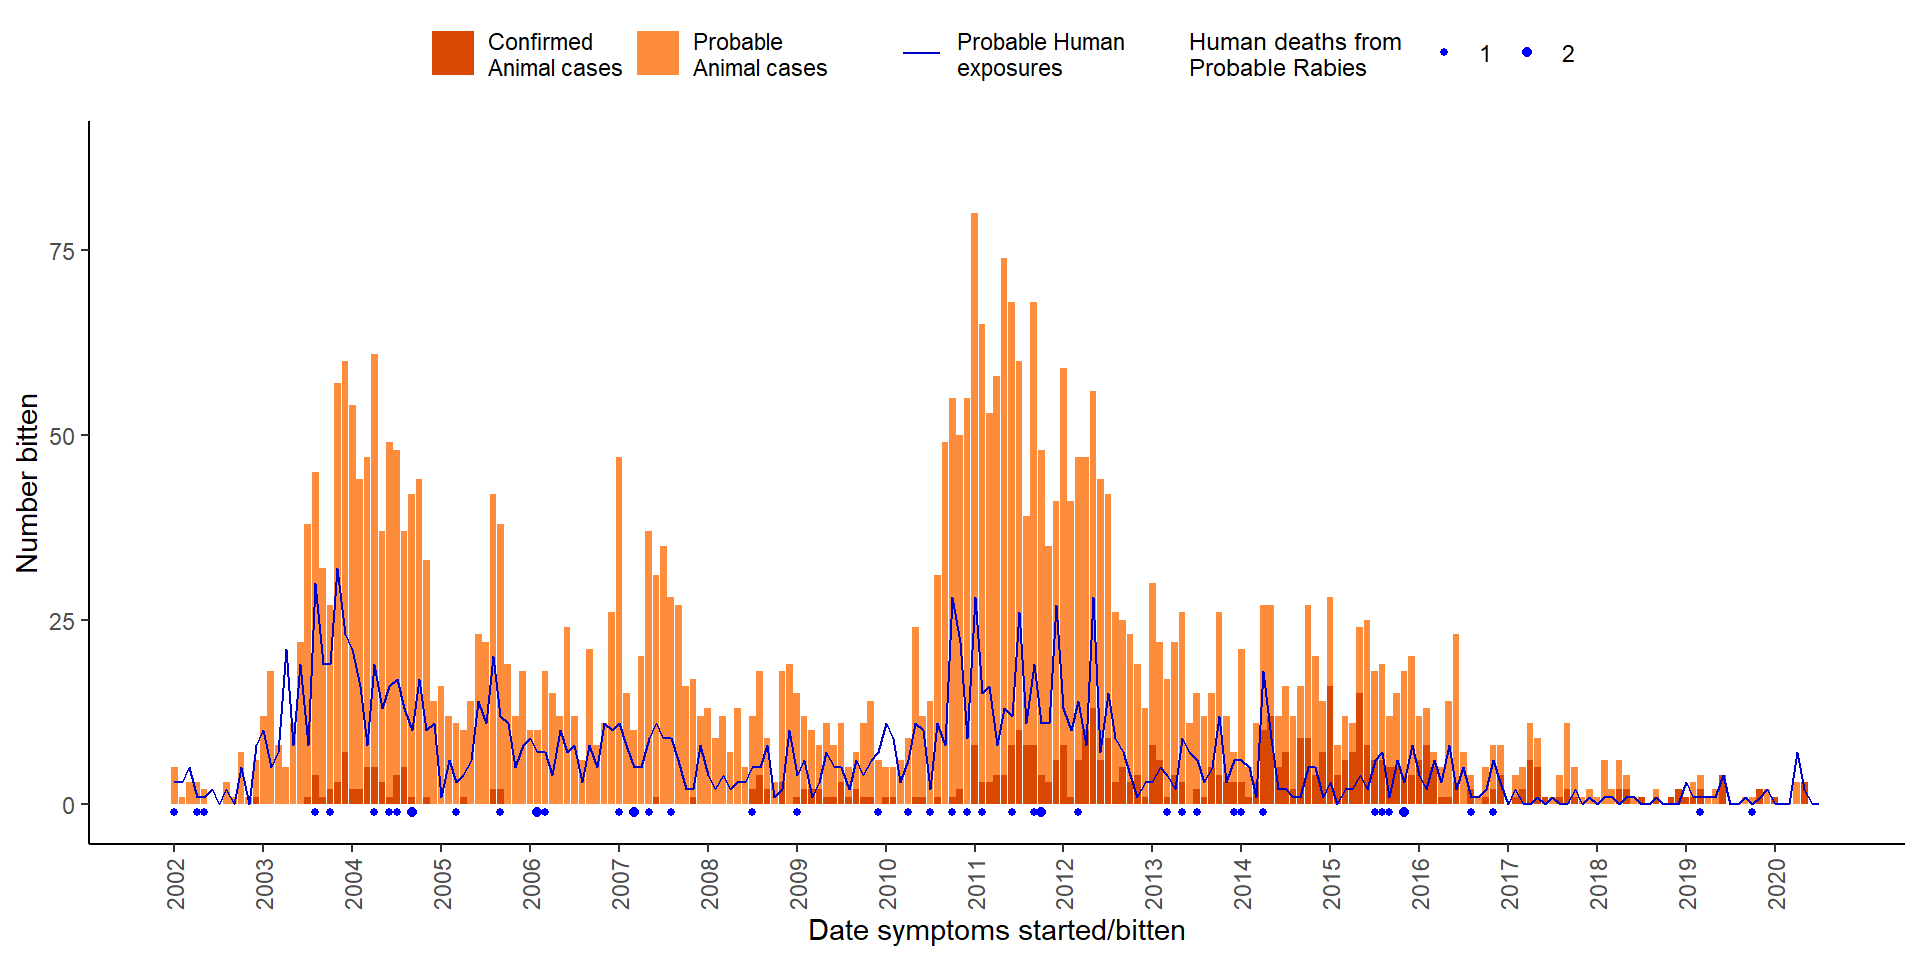 Confirmed
Animal cases
Probable
Animal cases
Probable Human
exposures
Human deaths from
Probable Rabies
1
2
Number bitten
75
50
25
0
2002
2003
2004
2005
2006
2007
2008
2009
2010
2011
2012
2013
2014
2015
2016
2017
2018
2019
2020
Date symptoms started/bitten